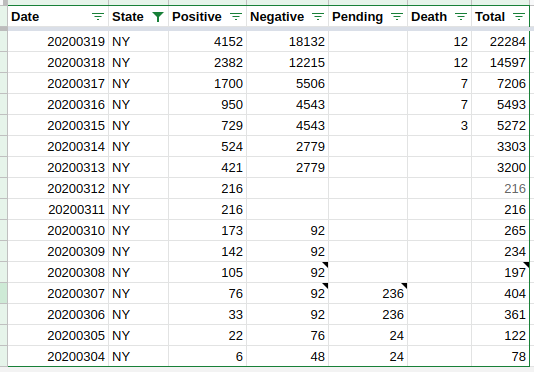 Date State Positive Negative Pending Death Total
20200319 NY 4152 18132 12 22284
20200318 NY 2382 12215 12 14597
20200317 NY 1700 5506 7 7206
20200316 NY 950 4543 7 5493
20200315 NY 729 4543 3 5272
20200314 NY 524 2779 3303
20200313 NY 421 2779 3200
20200312 NY 216 216
20200311 NY 216 216
20200310 NY 173 92 265
20200309 NY 142 92 234
20200308 NY 105 92 197
20200307 NY 76 92 236 404
20200306 NY 33 92 236 361
20200305 NY 22 76 24 122
20200304 NY 6 48 24 78